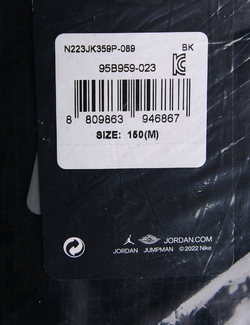 N223JK359P-089 BK
95B959-023
8 809863 946867
SIZE: 150(M)
JORDAN.COM
JORDAN JUMPMAN ©2022 Nike